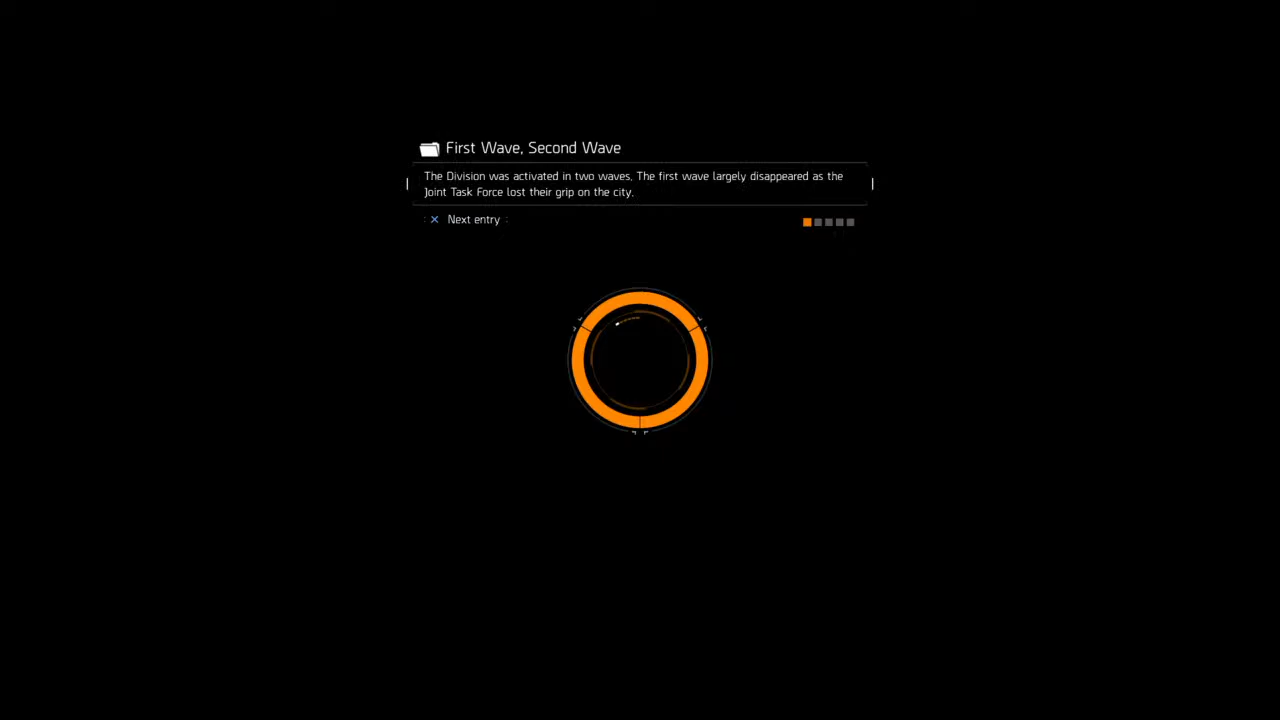 First Wave, Second Wave
The Division was activated in two waves. The first wave largely disappeared as the
Joint Task Force lost their grip on the city.
Next entry